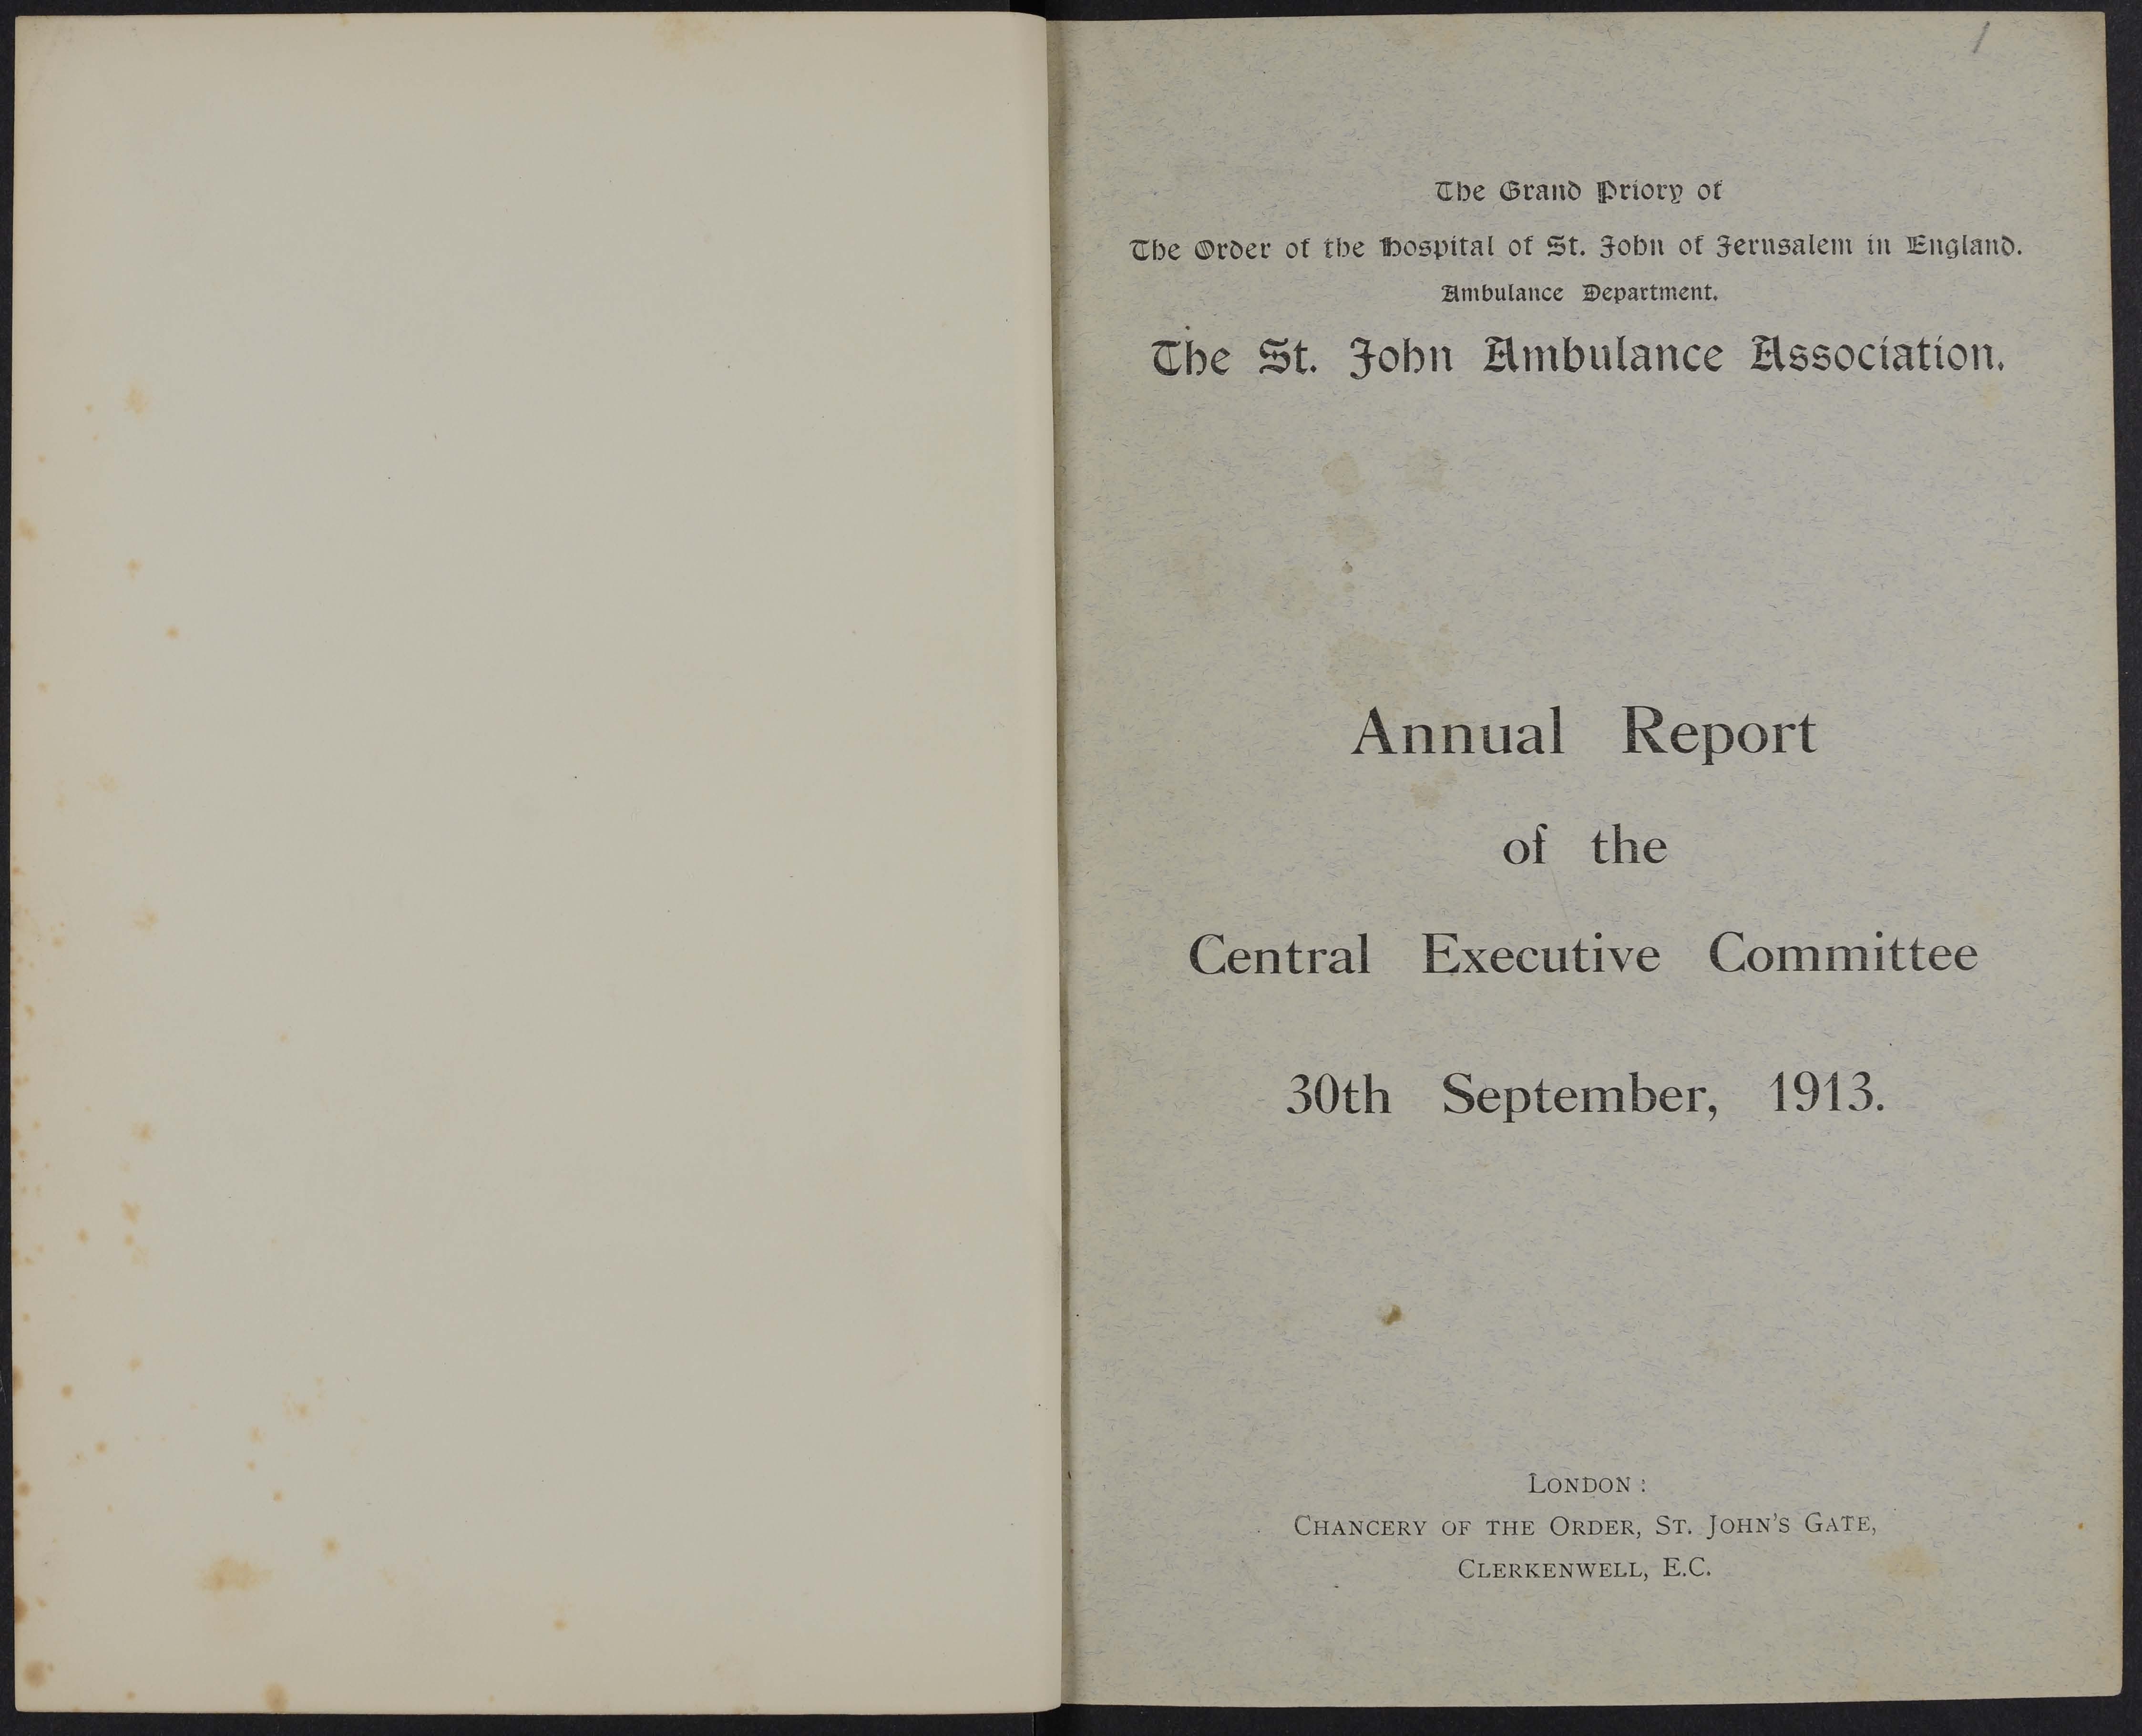 1
The Grand Priory of
The Order of the Hospital of St. John of Jerusalem in England.
Ambulance Department.
The St. John Ambulance Association.
Annual Report
of the
Central Executive Committee
30th September, 1913.
LONDON :
CHANCERY OF THE ORDER, ST. JOHN'S GATE,
CLERKENWELL, E.C.